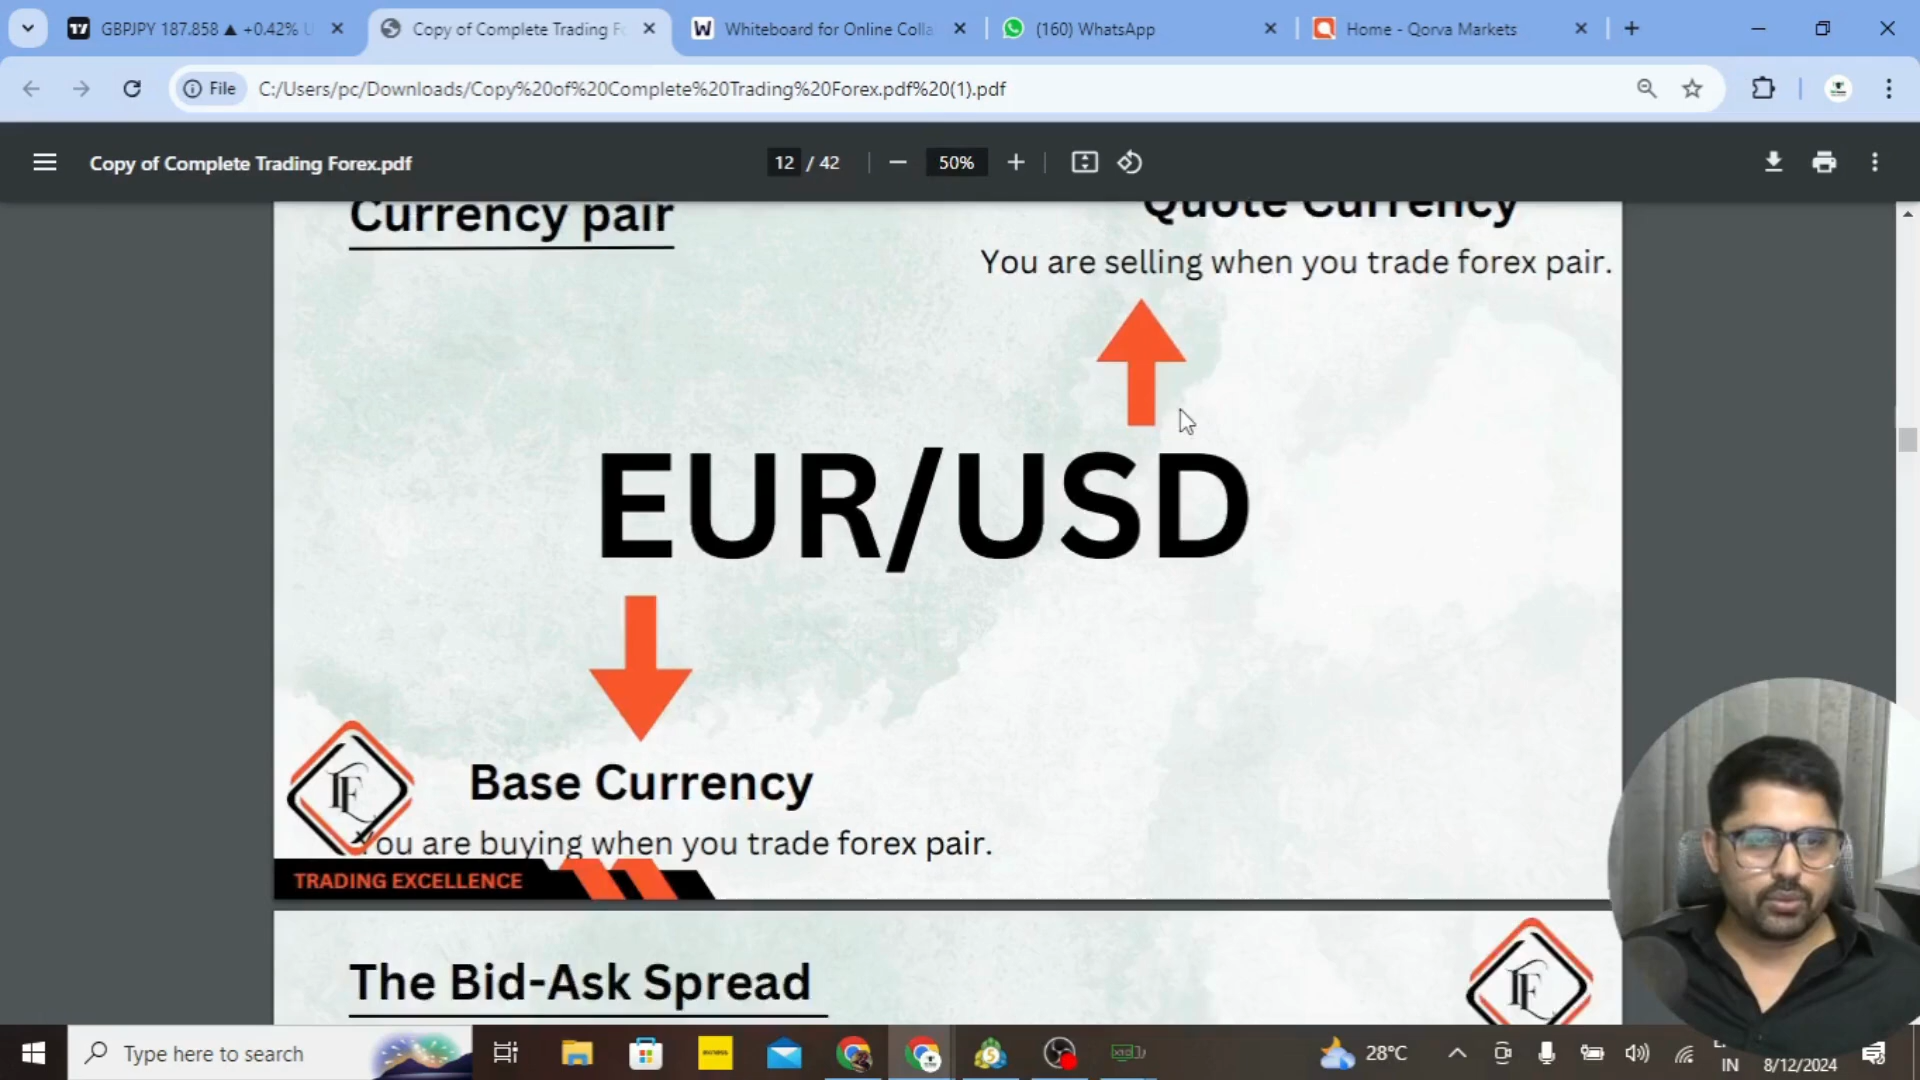 GBPJPY 187.858 ▲ +0.42%
Copy of Complete Trading F
Whiteboard for Online Colla
(160) WhatsApp
Home - Qorva Markets
File
C:/Users/pc/Downloads/Copy%20of%20Complete%20Trading%20Forex.pdf%20(1).pdf
Copy of Complete Trading Forex.pdf
12 / 42
50%
Currency pair
Quote Currency
You are selling when you trade forex pair.
EUR/USD
Base Currency
You are buying when you trade forex pair.
TRADING EXCELLENCE
The Bid-Ask Spread
Type here to search
28°C
IN
8/12/2024